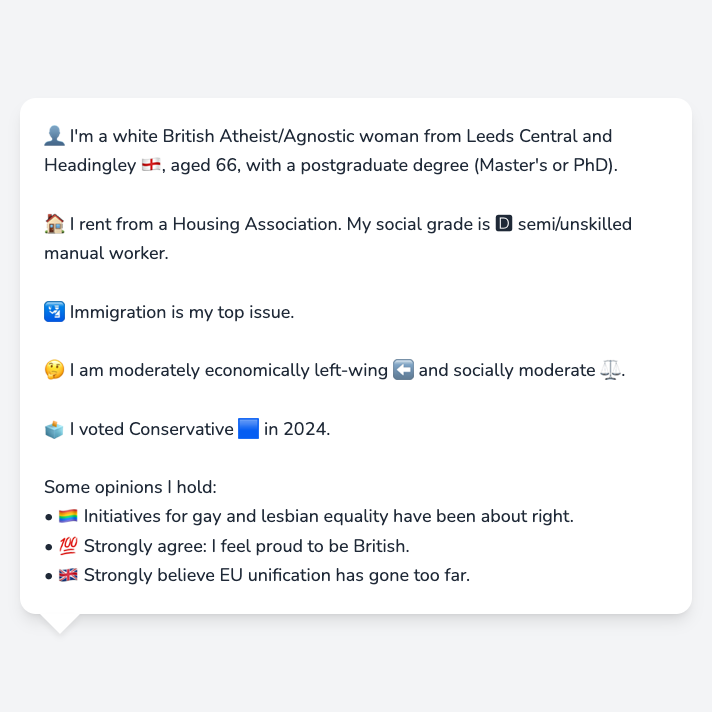 👤 I'm a white British Atheist/Agnostic woman from Leeds Central and
Headingley 🏴󠁧󠁢󠁥󠁮󠁧󠁿, aged 66, with a postgraduate degree (Master's or PhD).
🏠 I rent from a Housing Association. My social grade is 🅳 semi/unskilled
manual worker.
🛂 Immigration is my top issue.
🤔 I am moderately economically left-wing ⬅️ and socially moderate ⚖️.
🗳️ I voted Conservative 🟦 in 2024.
Some opinions I hold:
• 🏳️‍🌈 Initiatives for gay and lesbian equality have been about right.
• 💯 Strongly agree: I feel proud to be British.
• 🇬🇧 Strongly believe EU unification has gone too far.